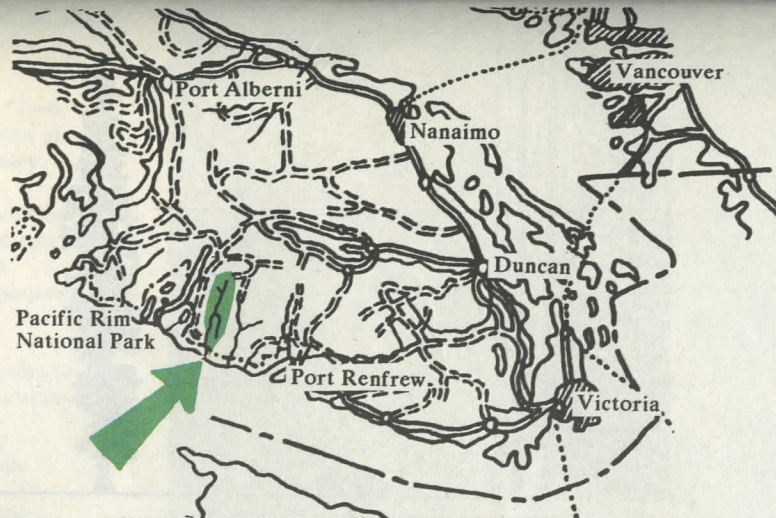 Vancouver
Port Alberni
Nanaimo
Duncan
Pacific Rim
National Park
Port Renfrew
Victoria